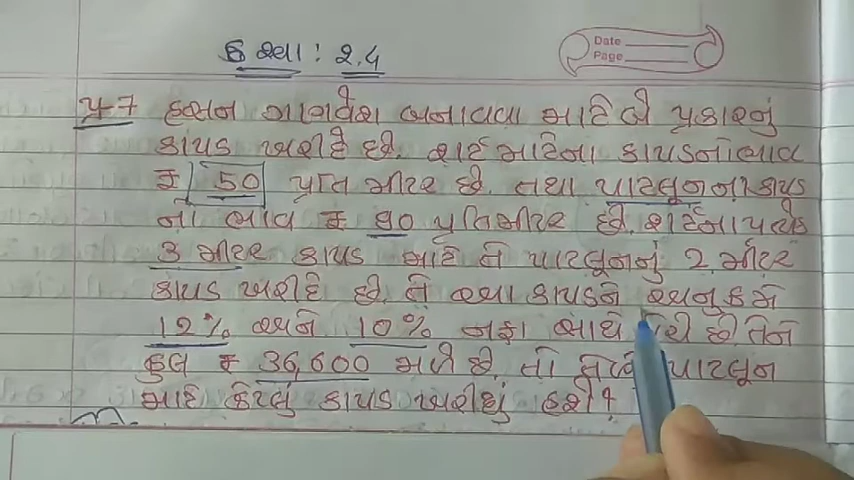 કસયા : 2.4
Date
Page
પ્ર-7 હસન ગણવેશ બનાવવા માટે બે પ્રકારનું
કાપડ ખરીદે છે. શર્ટ માટેના કાપડનો ભાવ
₹ 50 પ્રતિ મીટર છે. તથા પાટલૂનના કાપડ
ના ભાવ ₹ 90 પ્રતિમીટર છે. શર્ટના પ્રત્યેક
3 મીટર કાપડ માટે તે પાટલૂનનું 2 મીટર
કાપડ ખરીદે છે. તે કાપડને અનુક્રમે
12% અને 10% નફા સાથે છે. તેને
કુલ ₹ 36,600 મળે છે. તો તેણે પાટલૂન
માટે કેટલું કાપડ ખરીદ્યું હશે?